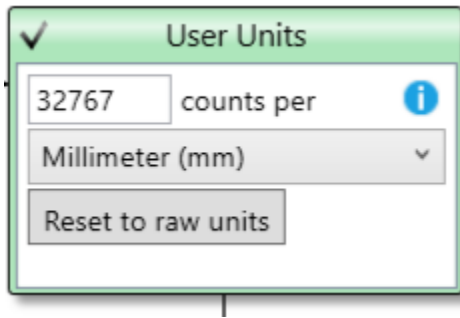 User Units
32767 counts per
Millimeter (mm)
Reset to raw units